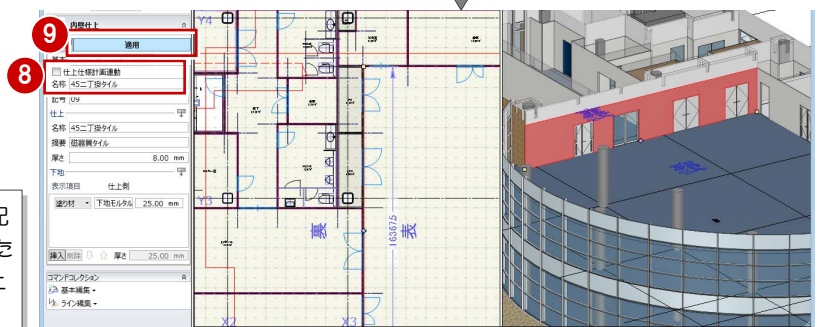 内壁仕上
9
適用
8
仕上仕様計画連動
名称 45二丁掛タイル
記号 09
仕上
名称 45二丁掛タイル
摘要 磁器質タイル
厚さ 8.00 mm
下地
表示項目 仕上側
塗り材 下地モルタル 25.00 mm
挿入 削除 厚さ 25.00 mm
コマンドコレクション
基本編集
ライン編集
記
を
に
Y4
Y3
X2
X3
裏
表
16367.5